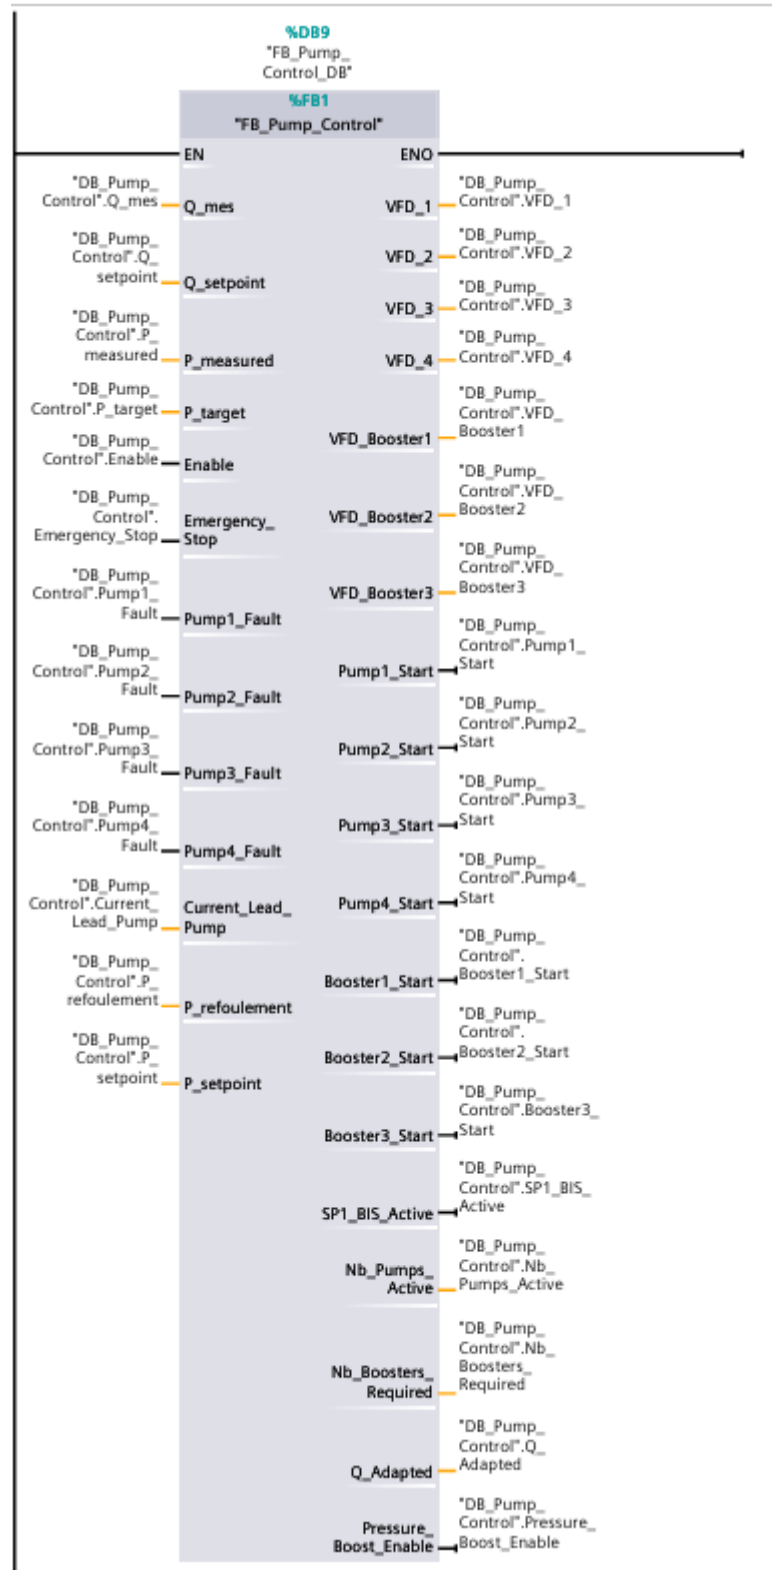 %DB9
"FB_Pump_
Control_DB"
%FB1
"FB_Pump_Control"
EN
ENO
"DB_Pump_
Control".Q_mes
Q_mes
"DB_Pump_
Control".Q_
setpoint
Q_setpoint
"DB_Pump_
Control".P_
measured
P_measured
"DB_Pump_
Control".P_target
P_target
"DB_Pump_
Control".Enable
Enable
"DB_Pump_
Control".
Emergency_Stop
Emergency_
Stop
"DB_Pump_
Control".Pump1_
Fault
Pump1_Fault
"DB_Pump_
Control".Pump2_
Fault
Pump2_Fault
"DB_Pump_
Control".Pump3_
Fault
Pump3_Fault
"DB_Pump_
Control".Pump4_
Fault
Pump4_Fault
"DB_Pump_
Control".Current_
Lead_Pump
Current_Lead_
Pump
"DB_Pump_
Control".P_
refoulement
P_refoulement
"DB_Pump_
Control".P_
setpoint
P_setpoint
VFD_1
"DB_Pump_
Control".VFD_1
VFD_2
"DB_Pump_
Control".VFD_2
VFD_3
"DB_Pump_
Control".VFD_3
VFD_4
"DB_Pump_
Control".VFD_4
VFD_Booster1
"DB_Pump_
Control".VFD_
Booster1
VFD_Booster2
"DB_Pump_
Control".VFD_
Booster2
VFD_Booster3
"DB_Pump_
Control".VFD_
Booster3
Pump1_Start
"DB_Pump_
Control".Pump1_
Start
Pump2_Start
"DB_Pump_
Control".Pump2_
Start
Pump3_Start
"DB_Pump_
Control".Pump3_
Start
Pump4_Start
"DB_Pump_
Control".Pump4_
Start
Booster1_Start
"DB_Pump_
Control".
Booster1_Start
Booster2_Start
"DB_Pump_
Control".
Booster2_Start
Booster3_Start
"DB_Pump_
Control".Booster3_
Start
SP1_BIS_Active
"DB_Pump_
Control".SP1_BIS_
Active
Nb_Pumps_
Active
"DB_Pump_
Control".Nb_
Pumps_Active
Nb_Boosters_
Required
"DB_Pump_
Control".Nb_
Boosters_
Required
Q_Adapted
"DB_Pump_
Control".Q_
Adapted
Pressure_
Boost_Enable
"DB_Pump_
Control".Pressure_
Boost_Enable